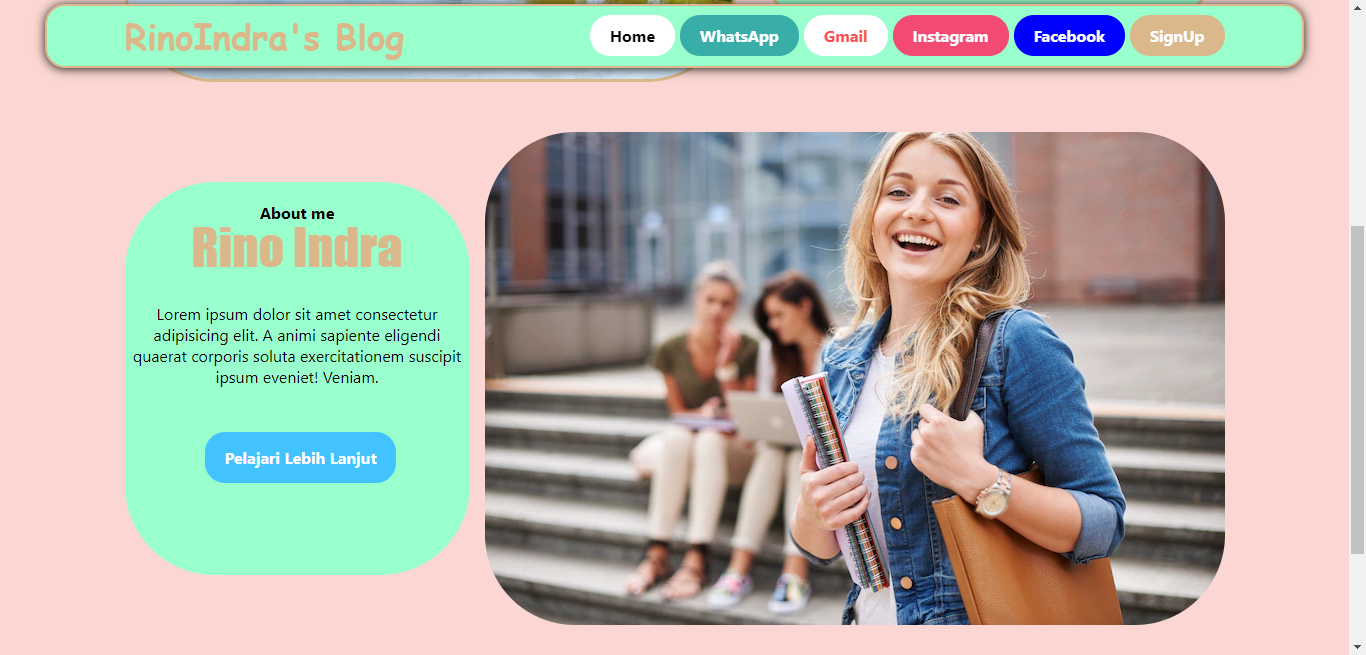 RinoIndra's Blog
Home
WhatsApp
Gmail
Instagram
Facebook
SignUp
About me
Rino Indra
Lorem ipsum dolor sit amet consectetur
adipisicing elit. A animi sapiente eligendi
quaerat corporis soluta exercitationem suscipit
ipsum eveniet! Veniam.
Pelajari Lebih Lanjut